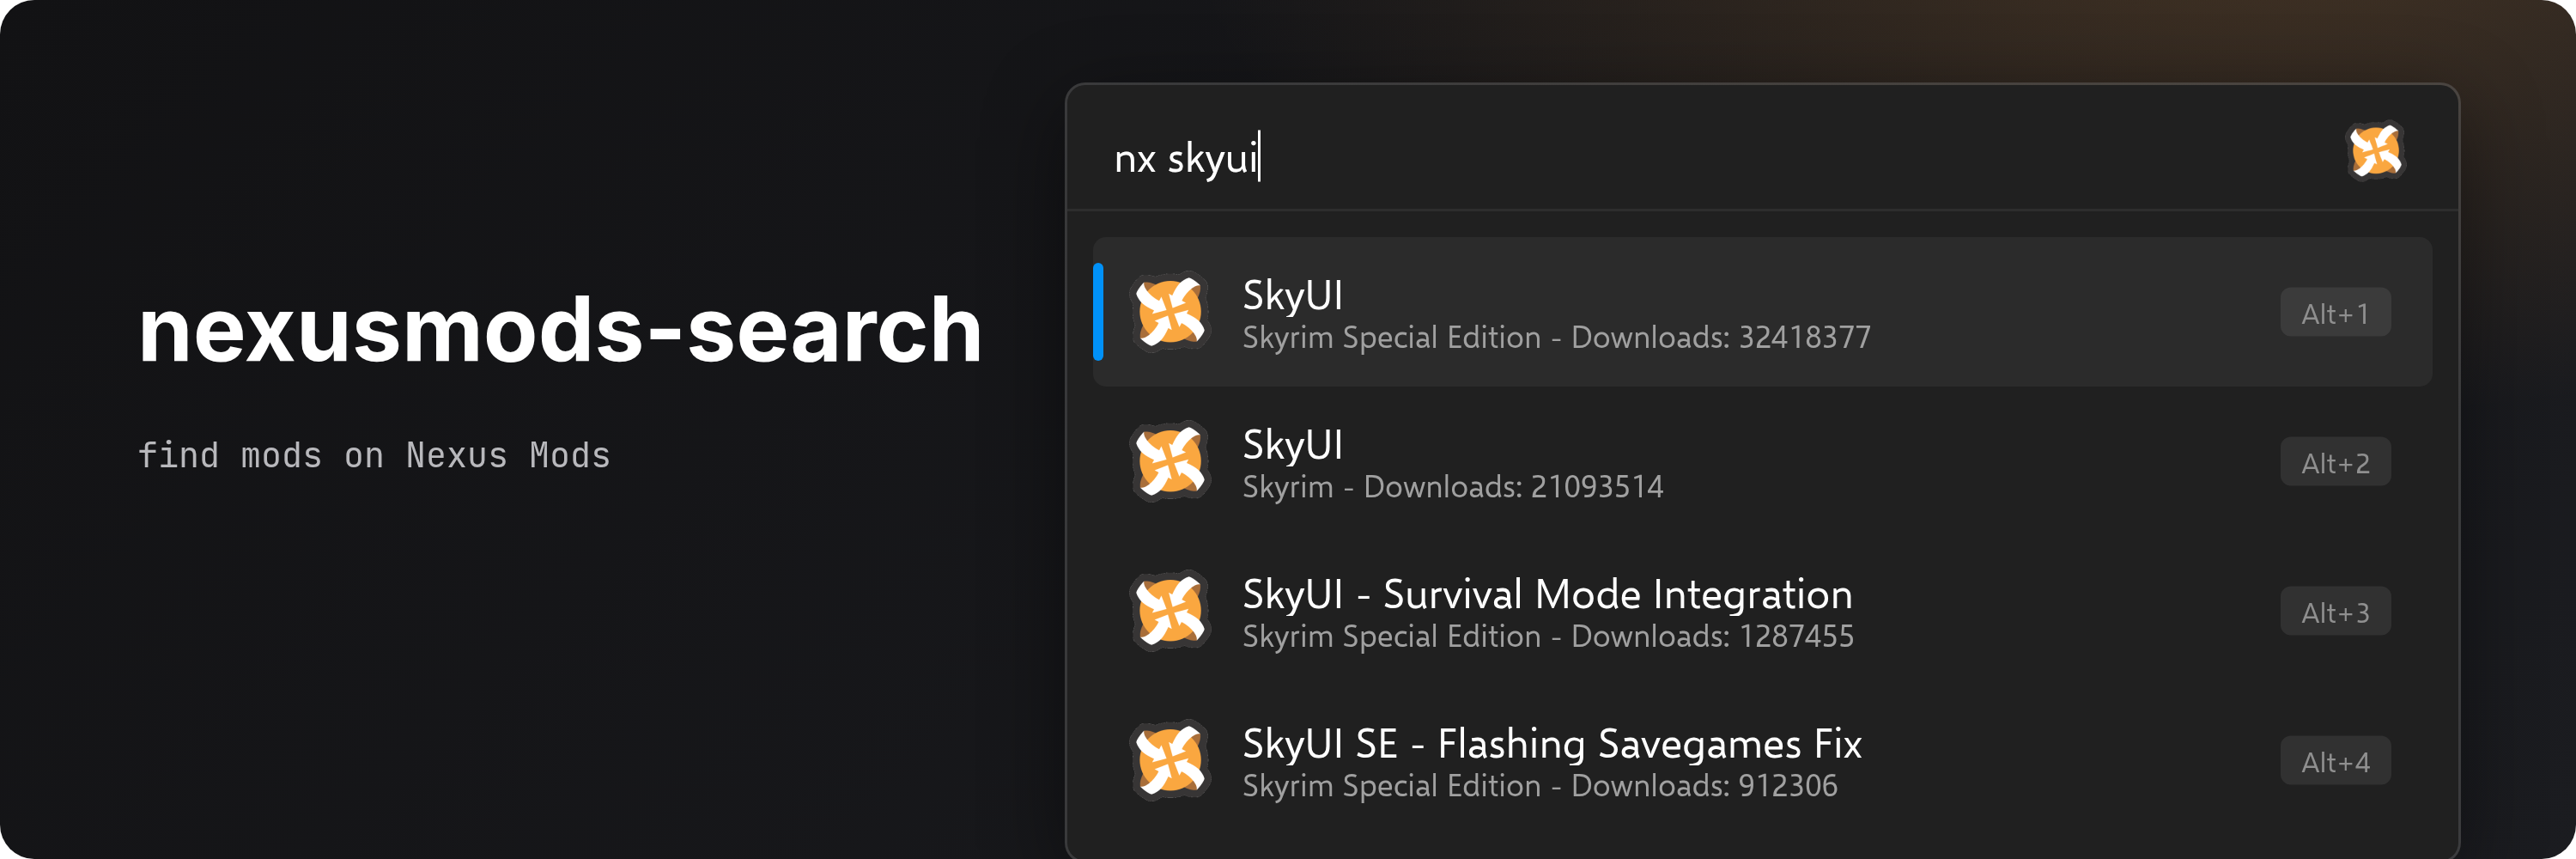 nexusmods-search
find mods on Nexus Mods
nx skyui
SkyUI
Skyrim Special Edition - Downloads: 32418377
Alt+1
SkyUI
Skyrim - Downloads: 21093514
Alt+2
SkyUI - Survival Mode Integration
Skyrim Special Edition - Downloads: 1287455
Alt+3
SkyUI SE - Flashing Savegames Fix
Skyrim Special Edition - Downloads: 912306
Alt+4